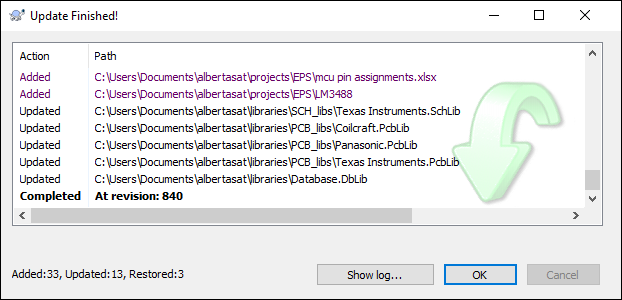 Update Finished!
Action Path
Added C:\Users\Documents\albertasat\projects\EPS\mcu pin assignments.xlsx
Added C:\Users\Documents\albertasat\projects\EPS\LM3488
Updated C:\Users\Documents\albertasat\libraries\SCH_libs\Texas Instruments.SchLib
Updated C:\Users\Documents\albertasat\libraries\PCB_libs\Coilcraft.PcbLib
Updated C:\Users\Documents\albertasat\libraries\PCB_libs\Panasonic.PcbLib
Updated C:\Users\Documents\albertasat\libraries\PCB_libs\Texas Instruments.PcbLib
Updated C:\Users\Documents\albertasat\libraries\Database.DbLib
Completed At revision: 840
Added:33, Updated:13, Restored:3
Show log... OK Cancel